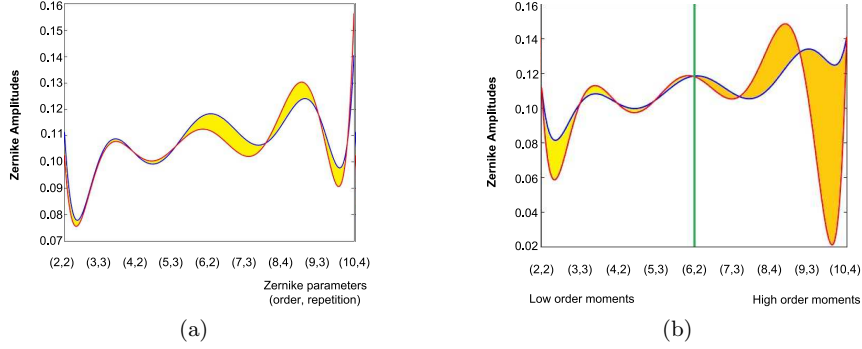 0.16
0.15
0.14
0.13
0.12
0.11
0.10
0.09
0.08
0.07
Zernike Amplitudes
(2,2) (3,3) (4,2) (5,3) (6,2) (7,3) (8,4) (9,3) (10,4)
Zernike parameters
(order, repetition)
(a)
0.16
0.14
0.12
0.10
0.08
0.06
0.04
0.02
Zernike Amplitudes
(2,2) (3,3) (4,2) (5,3) (6,2) (7,3) (8,4) (9,3) (10,4)
Low order moments High order moments
(b)